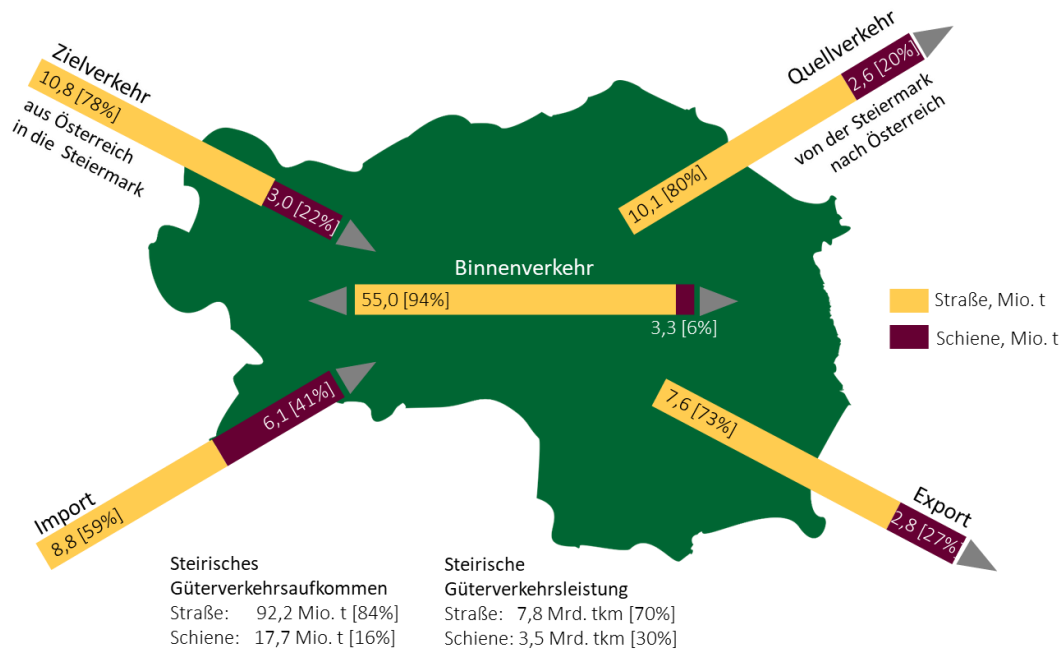 Zielverkehr
10,8 [78%]
3,0 [22%]
aus Österreich
in die Steiermark
Quellverkehr
2,6 [20%]
10,1 [80%]
von der Steiermark
nach Österreich
Binnenverkehr
55,0 [94%]
3,3 [6%]
Straße, Mio. t
Schiene, Mio. t
Import
8,8 [59%]
6,1 [41%]
Export
7,6 [73%]
2,8 [27%]
Steirisches
Güterverkehrsaufkommen
Straße: 92,2 Mio. t [84%]
Schiene: 17,7 Mio. t [16%]
Steirische
Güterverkehrsleistung
Straße: 7,8 Mrd. tkm [70%]
Schiene: 3,5 Mrd. tkm [30%]